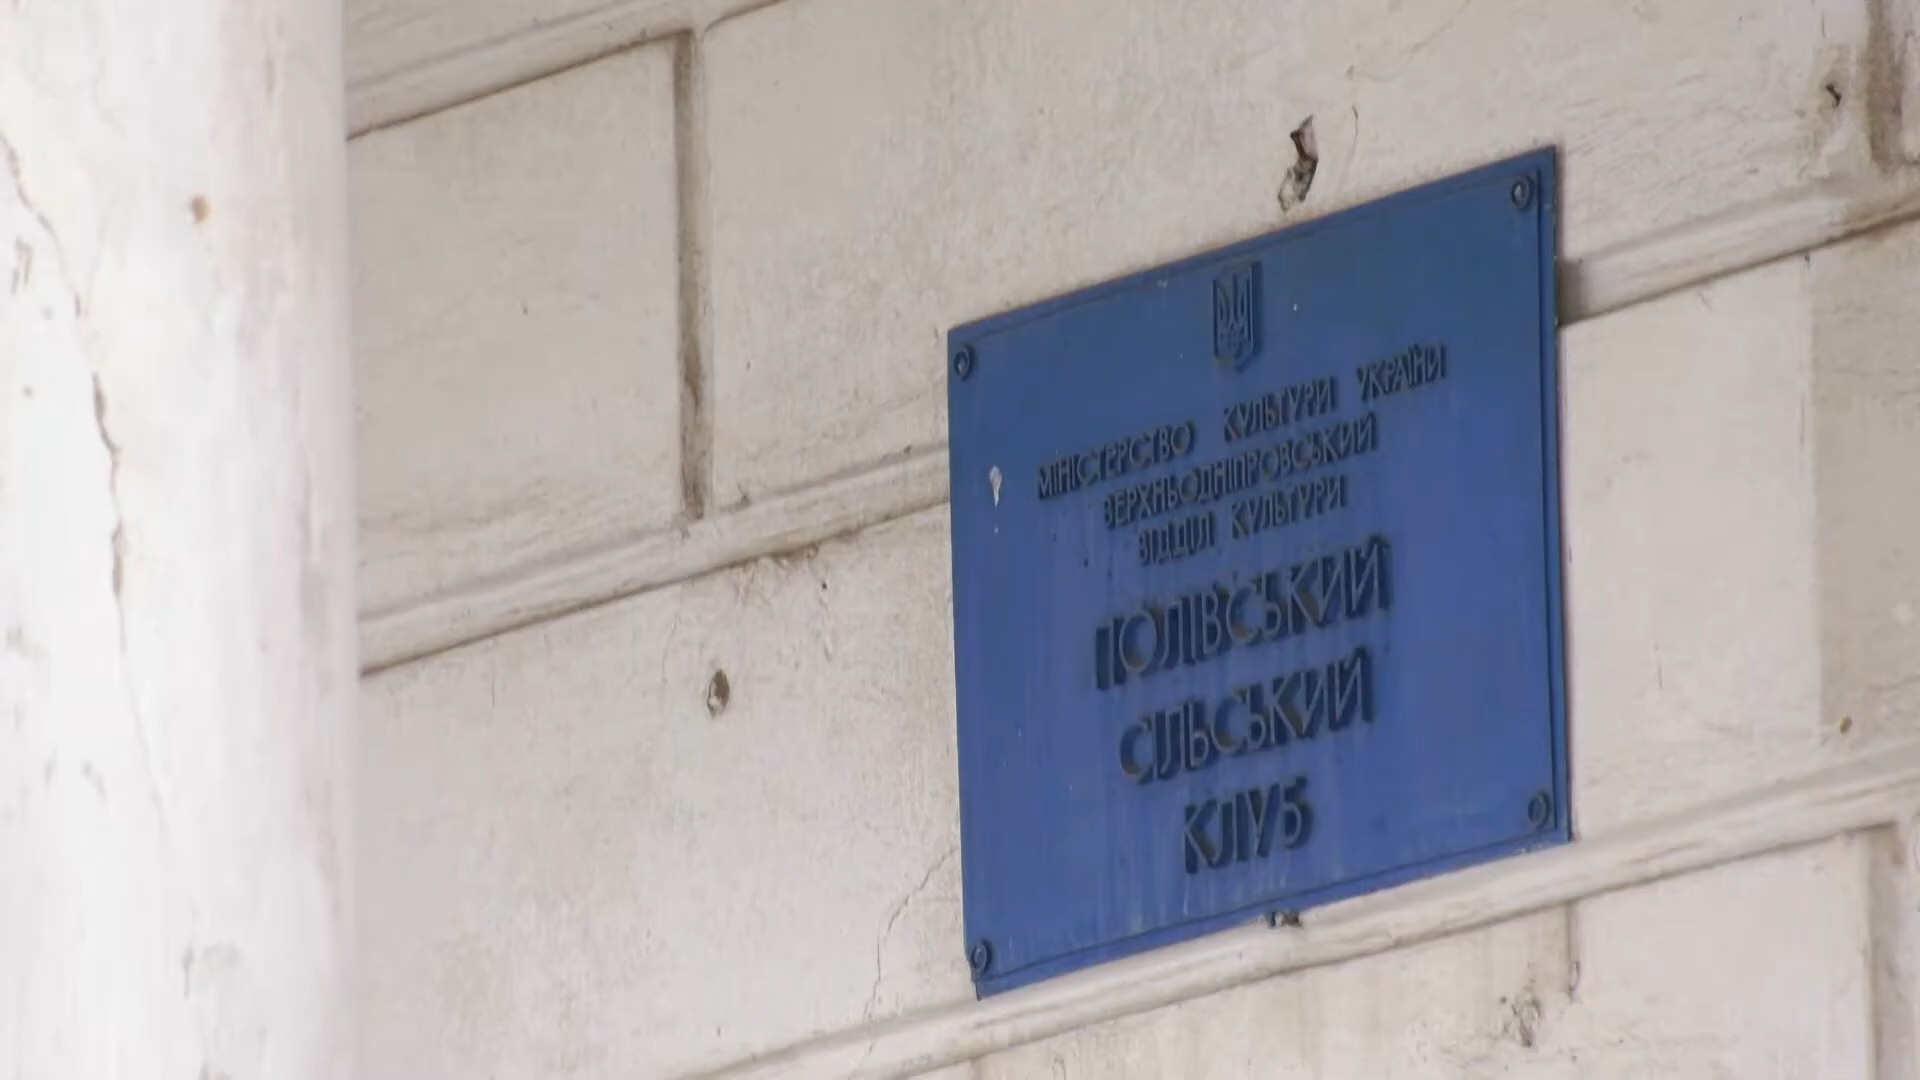 МІНІСТЕРСТВО КУЛЬТУРИ УКРАЇНИ
ВЕРХНЬОДНІПРОВСЬКИЙ
ВІДДІЛ КУЛЬТУРИ
ПОЛІВСЬКИЙ
СІЛЬСЬКИЙ
КЛУБ